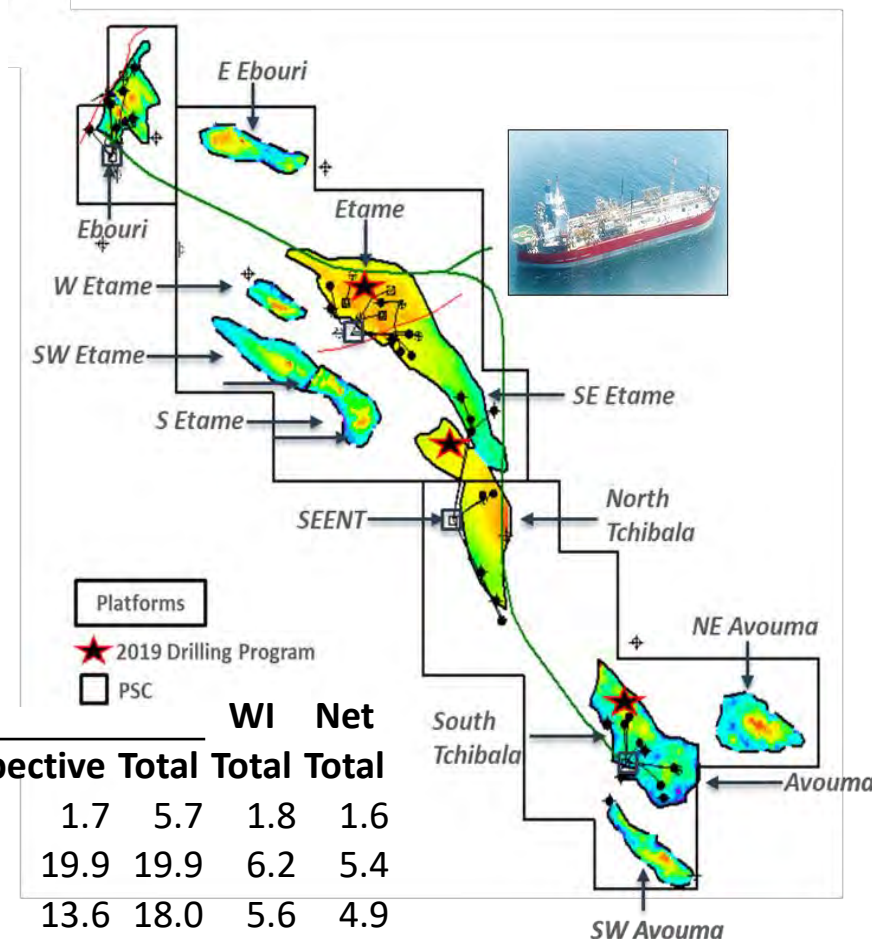 E Ebouri
Etame
Ebouri
W Etame
SW Etame
SE Etame
S Etame
SEENT
North
Tchibala
Platforms
2019 Drilling Program
PSC
NE Avouma
South
Tchibala
Avouma
SW Avouma
WI Net
pective Total Total Total
1.7 5.7 1.8 1.6
19.9 19.9 6.2 5.4
13.6 18.0 5.6 4.9